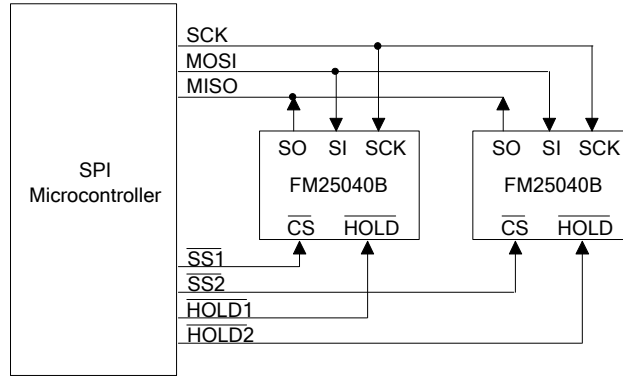 SCK
MOSI
MISO
SO SI SCK
SO SI SCK
SPI
Microcontroller
FM25040B
FM25040B
CS HOLD
CS HOLD
SS1
SS2
HOLD1
HOLD2